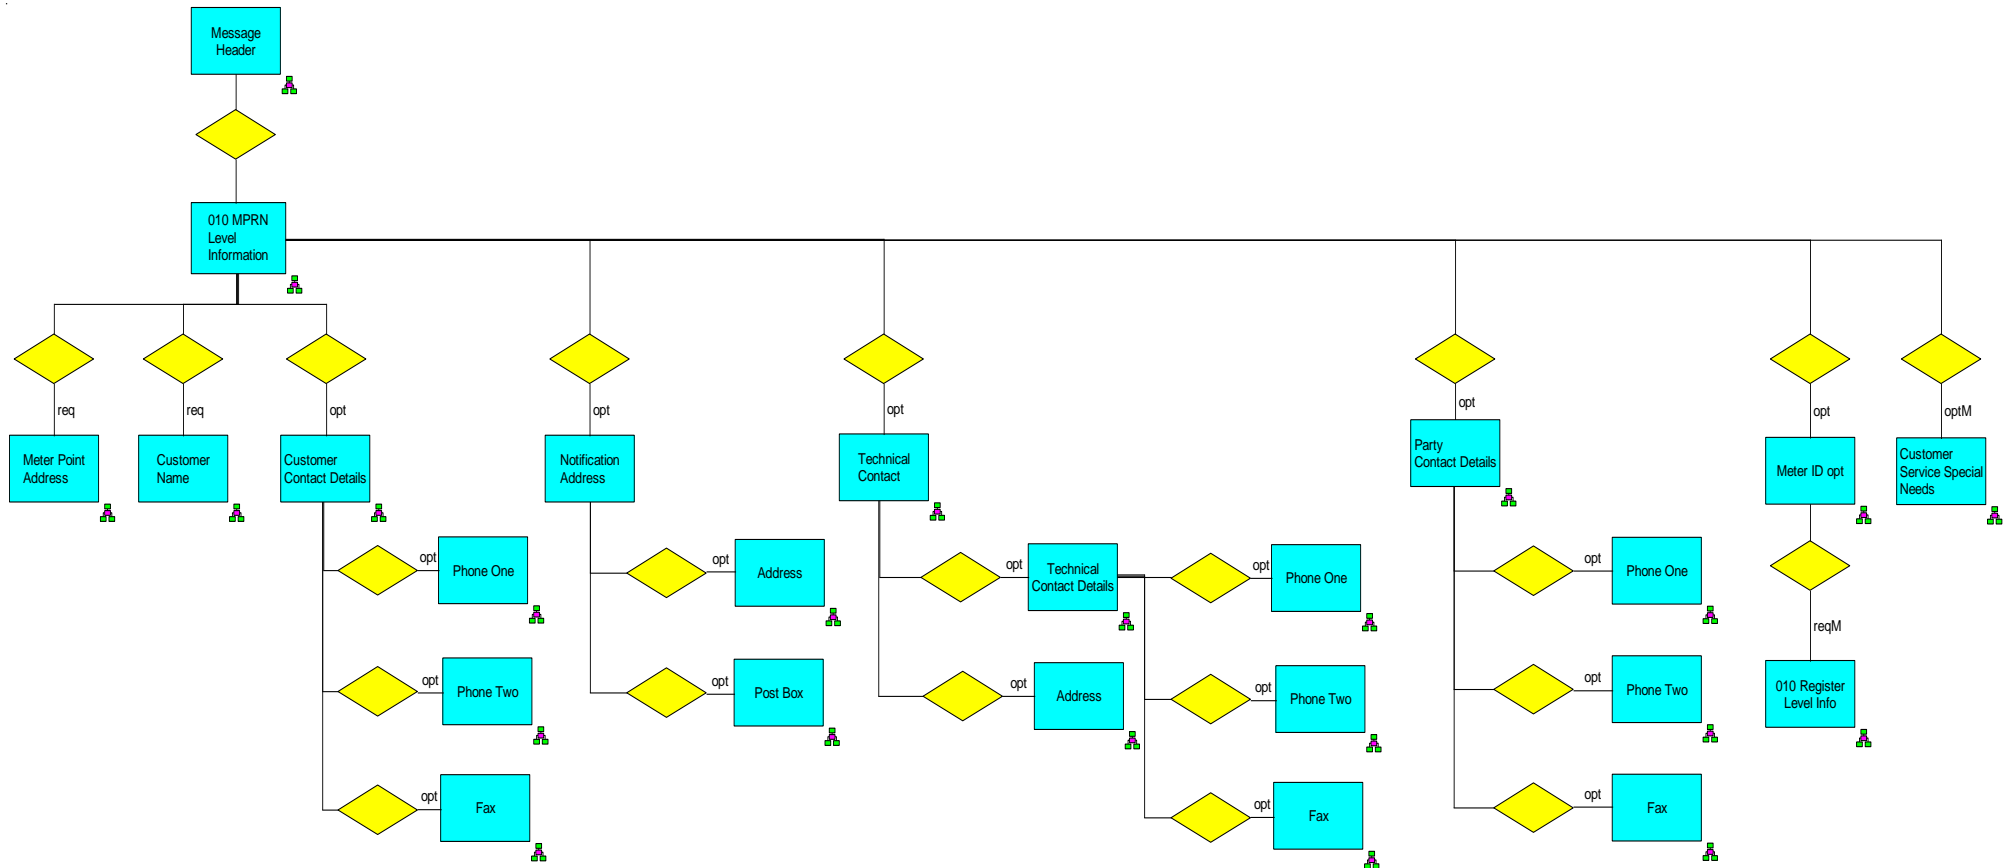 Message
Header
010 MPRN
Level
Information
req
req
opt
opt
opt
opt
opt
optM
Meter Point
Address
Customer
Name
Customer
Contact Details
Notification
Address
Technical
Contact
Party
Contact Details
Meter ID opt
Customer
Service Special
Needs
opt
Phone One
opt
Address
opt
Technical
Contact Details
opt
Phone One
opt
Phone One
reqM
opt
Phone Two
opt
Post Box
opt
Address
opt
Phone Two
opt
Phone Two
010 Register
Level Info
opt
Fax
opt
Fax
opt
Fax